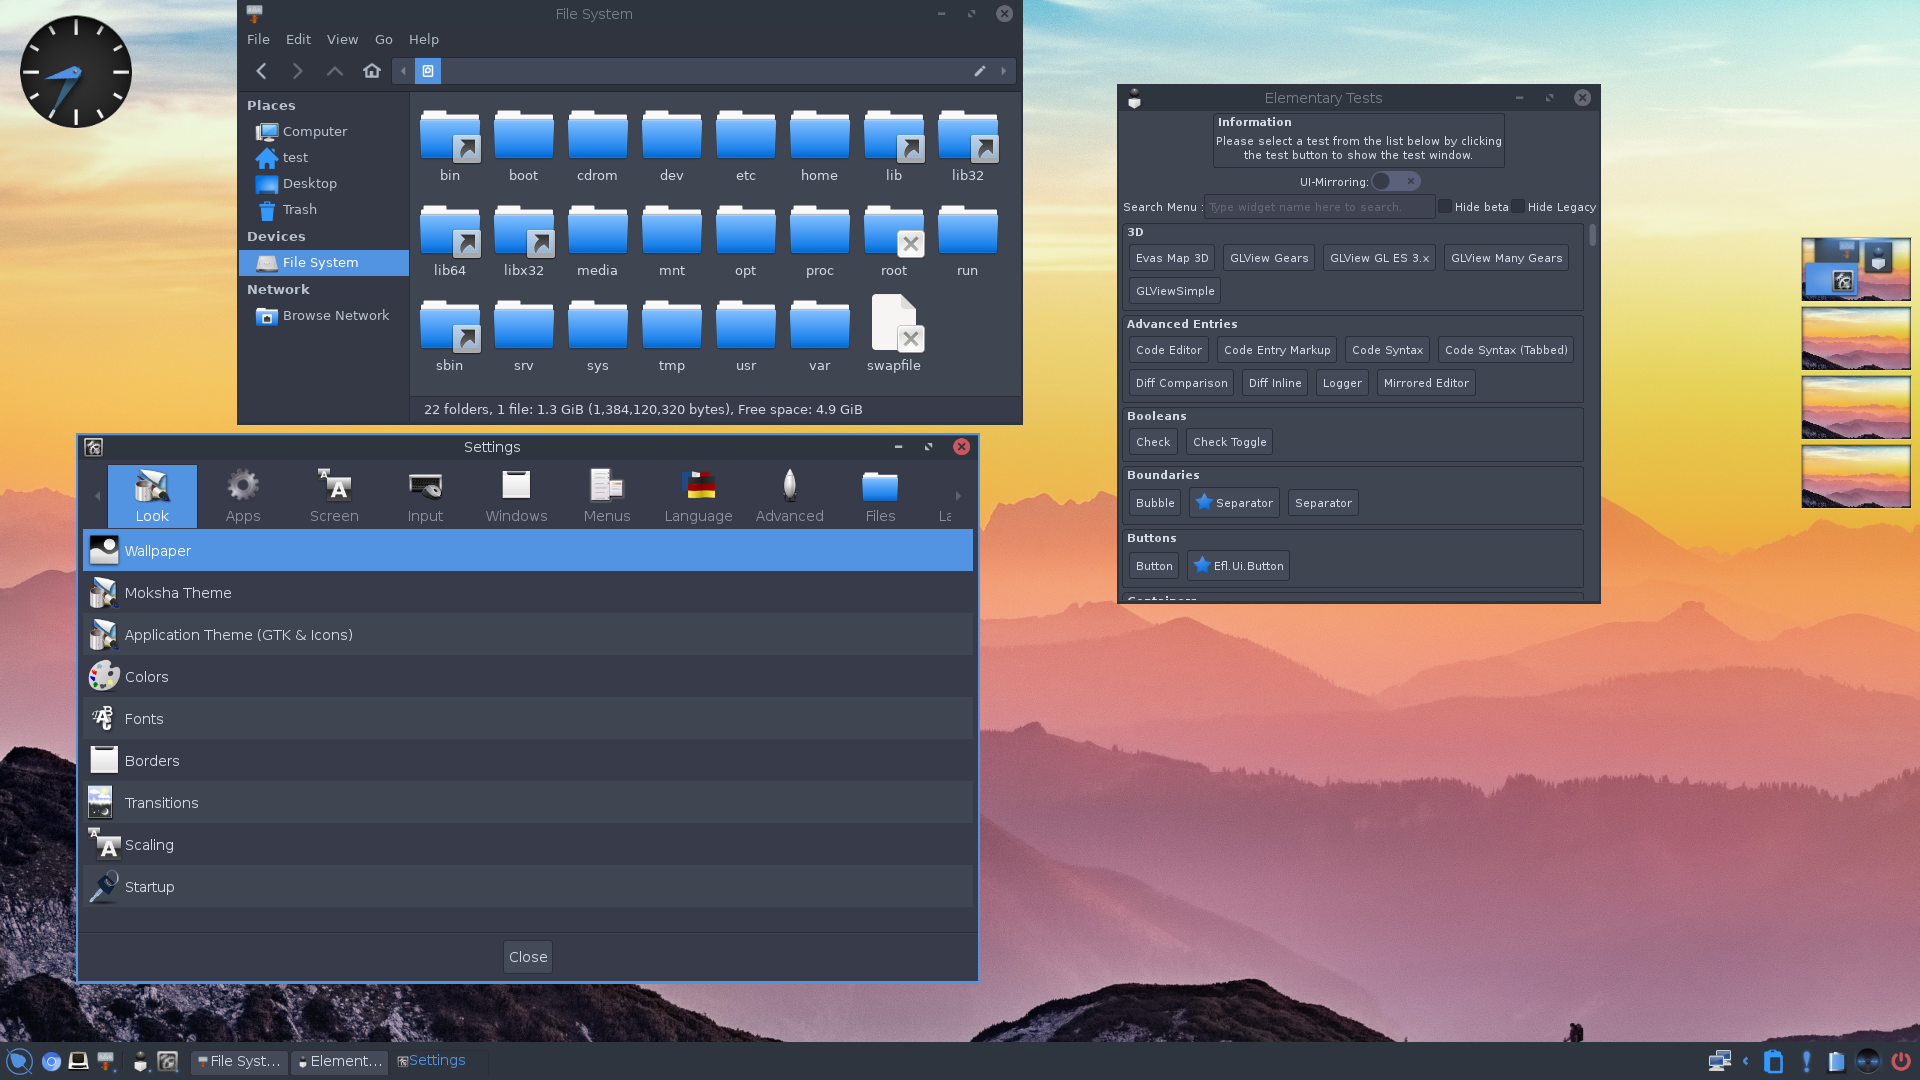 File System
File Edit View Go Help
Places
Computer
test
Desktop
Trash
Devices
File System
Network
Browse Network
bin boot cdrom dev etc home lib lib32
lib64 libx32 media mnt opt proc root run
sbin srv sys tmp usr var swapfile
22 folders, 1 file: 1.3 GiB (1,384,120,320 bytes), Free space: 4.9 GiB
Elementary Tests
Information
Please select a test from the list below by clicking
the test button to show the test window.
UI-Mirroring:
Search Menu : Type widget name here to search. Hide beta Hide Legacy
3D
Evas Map 3D GLView Gears GLView GL ES 3.x GLView Many Gears
GLViewSimple
Advanced Entries
Code Editor Code Entry Markup Code Syntax Code Syntax (Tabbed)
Diff Comparison Diff Inline Logger Mirrored Editor
Booleans
Check Check Toggle
Boundaries
Bubble Separator Separator
Buttons
Button Efl.Ui.Button
Settings
Look Apps Screen Input Windows Menus Language Advanced Files La
Wallpaper
Moksha Theme
Application Theme (GTK & Icons)
Colors
Fonts
Borders
Transitions
Scaling
Startup
Close
File Syst... Element... Settings